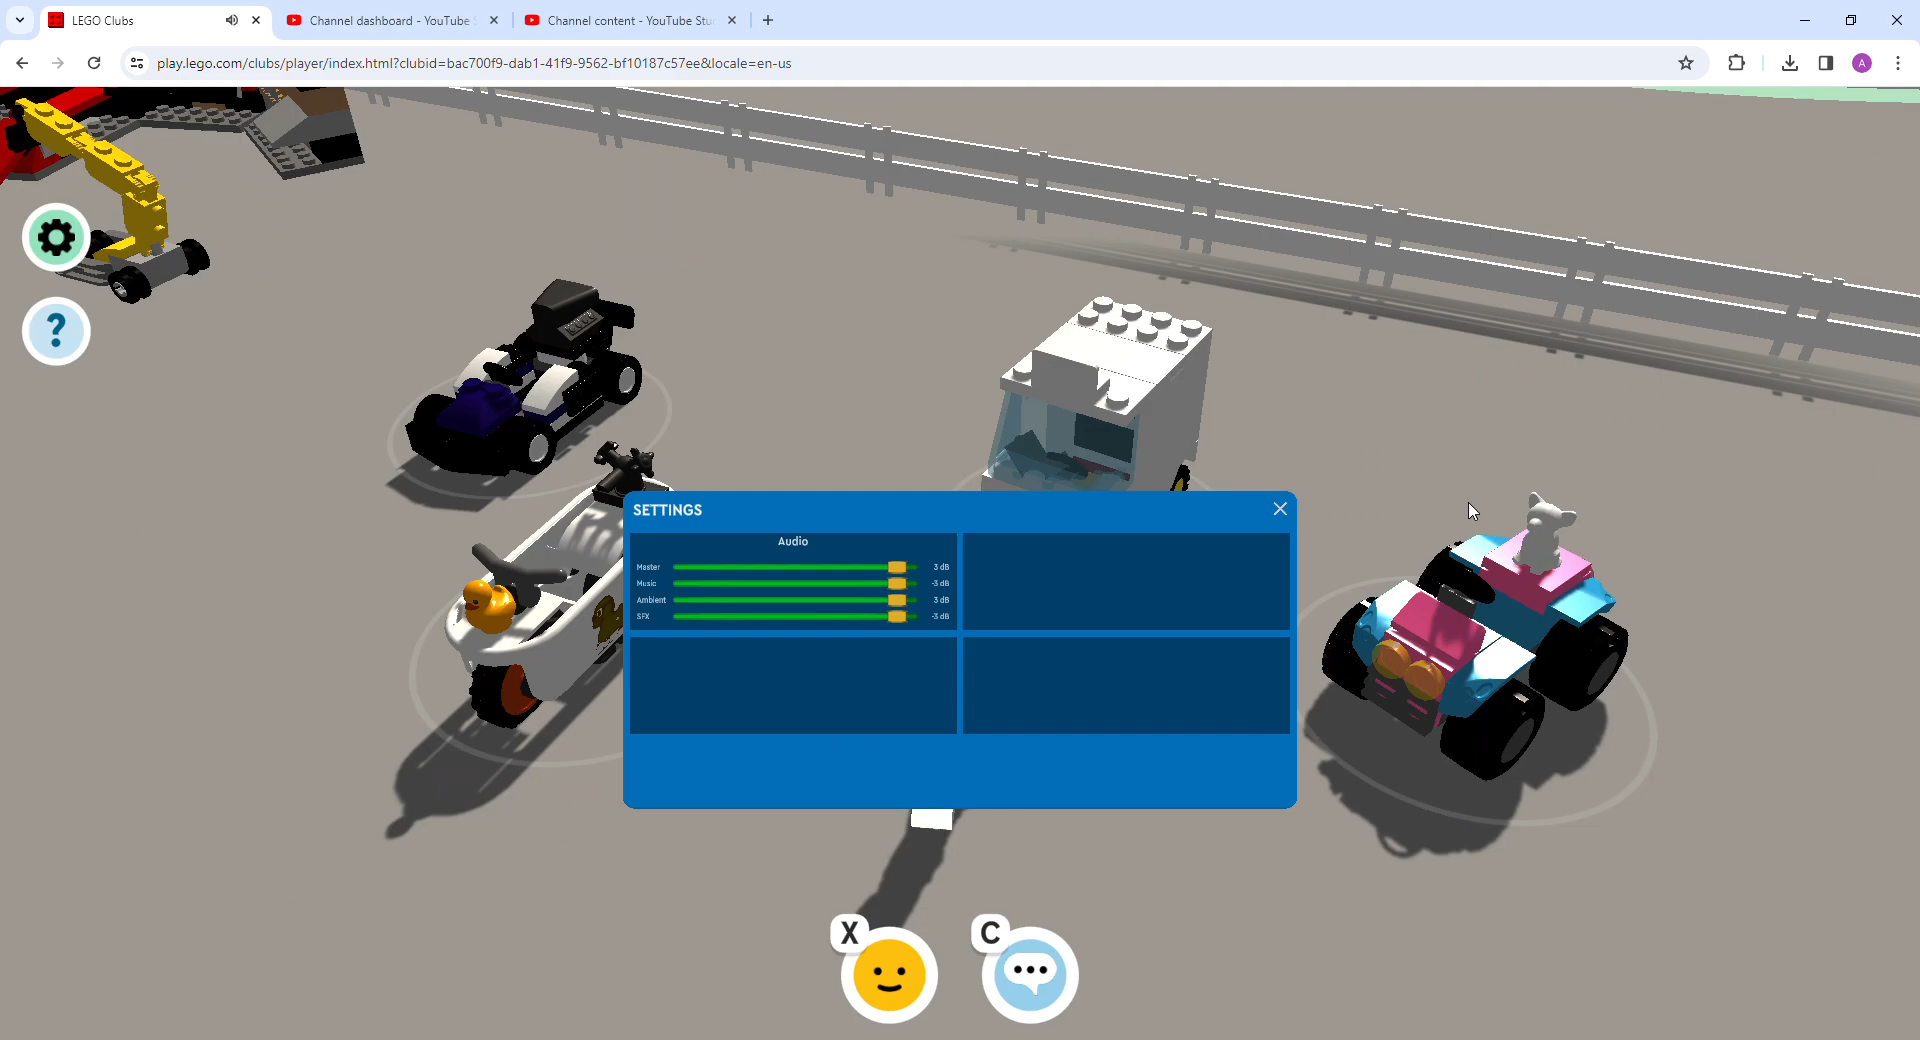 LEGO Clubs
Channel dashboard - YouTube S
Channel content - YouTube Stu
play.lego.com/clubs/player/index.html?clubid=bac700f9-dab1-41f9-9562-bf10187c57ee&locale=en-us
A
?
SETTINGS
Audio
Master 3 dB
Music -3 dB
Ambient 3 dB
SFX -3 dB
X
C